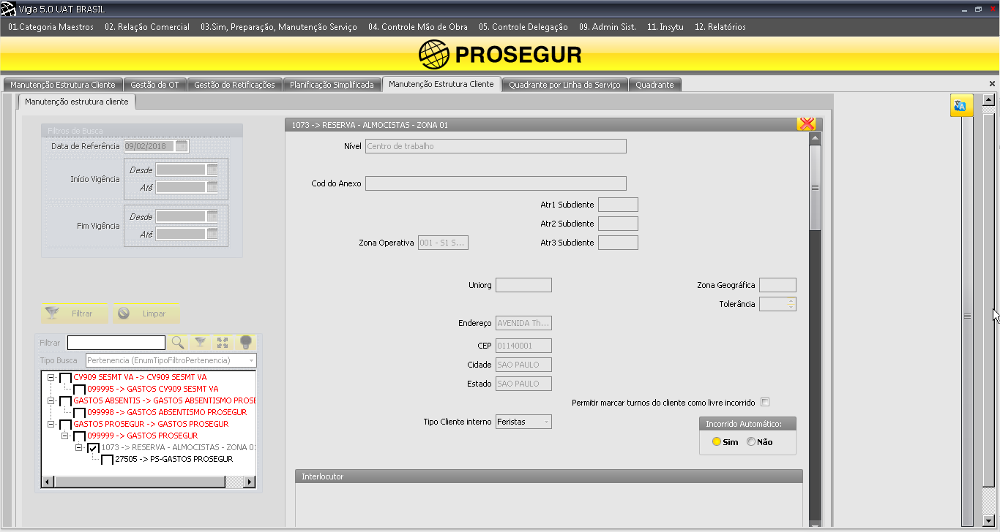 Vigia 5.0 UAT BRASIL
01.Categoria Maestros 02. Relação Comercial 03.Sim, Preparação, Manutenção Serviço 04. Controle Mão de Obra 05. Controle Delegação 09. Admin Sist. 11. Insytu 12. Relatórios
PROSEGUR
Manutenção Estrutura Cliente Gestão de OT Gestão de Retificações Planificação Simplificada Manutenção Estrutura Cliente Quadrante por Linha de Serviço Quadrante
Manutenção estrutura cliente
Filtros de Busca
Data de Referência 09/02/2018
Início Vigência
Desde
Até
Fim Vigência
Desde
Até
Filtrar Limpar
Filtrar
Tipo Busca Pertenencia (EnumTipoFiltroPertenencia)
CV909 SESMT VA -> CV909 SESMT VA
099995 -> GASTOS CV909 SESMT VA
GASTOS ABSENTIS -> GASTOS ABSENTISMO PROSE
099998 -> GASTOS ABSENTISMO PROSEGUR
GASTOS PROSEGUR -> GASTOS PROSEGUR
099999 -> GASTOS PROSEGUR
1073 -> RESERVA - ALMOCISTAS - ZONA 01
27505 -> PS-GASTOS PROSEGUR
1073 -> RESERVA - ALMOCISTAS - ZONA 01
Nível Centro de trabalho
Cod do Anexo
Atr1 Subcliente
Atr2 Subcliente
Zona Operativa 001 - S1 S... Atr3 Subcliente
Uniorg Zona Geográfica
Tolerância
Endereço AVENIDA Th...
CEP 01140001
Cidade SAO PAULO
Estado SAO PAULO
Permitir marcar turnos do cliente como livre incorrido
Tipo Cliente interno Feristas
Incorrido Automático:
Sim Não
Interlocutor